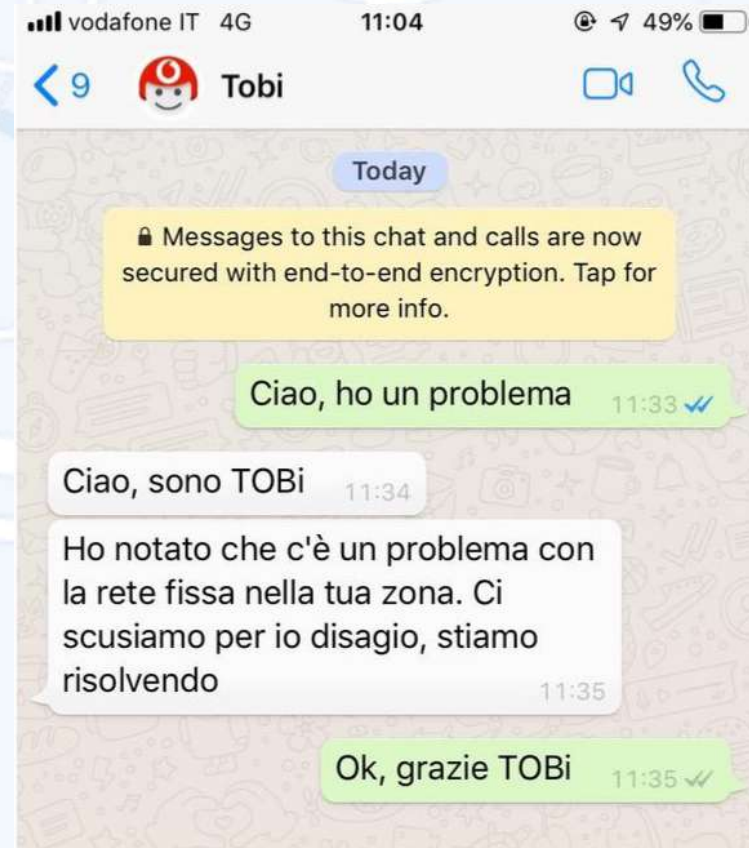 vodafone IT 4G 11:04 49%
9 Tobi
Today
Messages to this chat and calls are now
secured with end-to-end encryption. Tap for
more info.
Ciao, ho un problema 11:33
Ciao, sono TOBi 11:34
Ho notato che c'è un problema con
la rete fissa nella tua zona. Ci
scusiamo per io disagio, stiamo
risolvendo 11:35
Ok, grazie TOBi 11:35